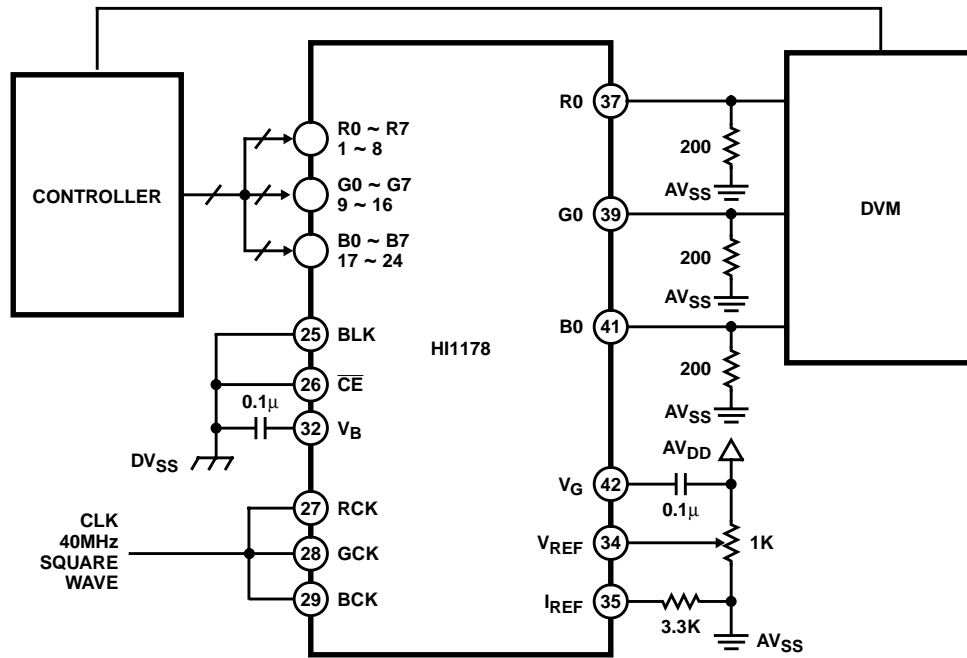 CONTROLLER
R0 ~ R7
1 ~ 8
G0 ~ G7
9 ~ 16
B0 ~ B7
17 ~ 24
25 BLK
26 CE
0.1μ
32 VB
DVSS
CLK
40MHz
SQUARE
WAVE
27 RCK
28 GCK
29 BCK
HI1178
R0 37
200
AVSS
G0 39
200
AVSS
B0 41
200
AVSS
DVM
AVDD
VG 42
0.1μ
VREF 34
1K
IREF 35
3.3K
AVSS